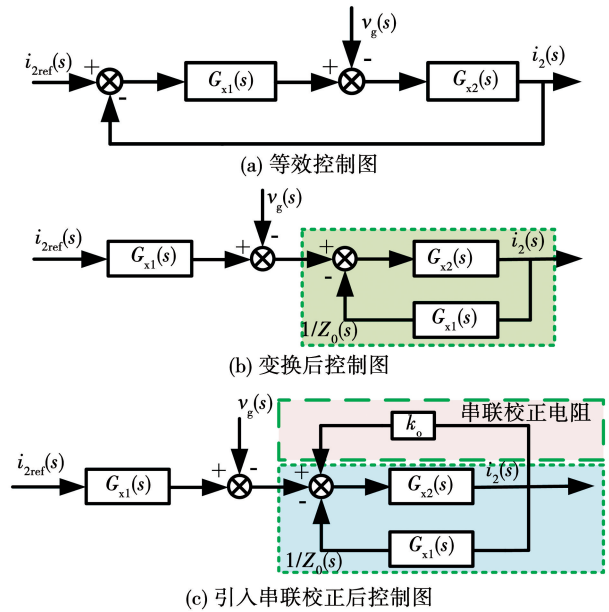 v_g(s)
i_2ref(s) + - G_x1(s) + - G_x2(s) i_2(s)
(a) 等效控制图
v_g(s)
i_2ref(s) G_x1(s) + - + - G_x2(s) i_2(s)
1/Z_0(s) G_x1(s)
(b) 变换后控制图
v_g(s) 串联校正电阻
k_o
i_2ref(s) G_x1(s) + - + - G_x2(s) i_2(s)
1/Z_0(s) G_x1(s)
(c) 引入串联校正后控制图